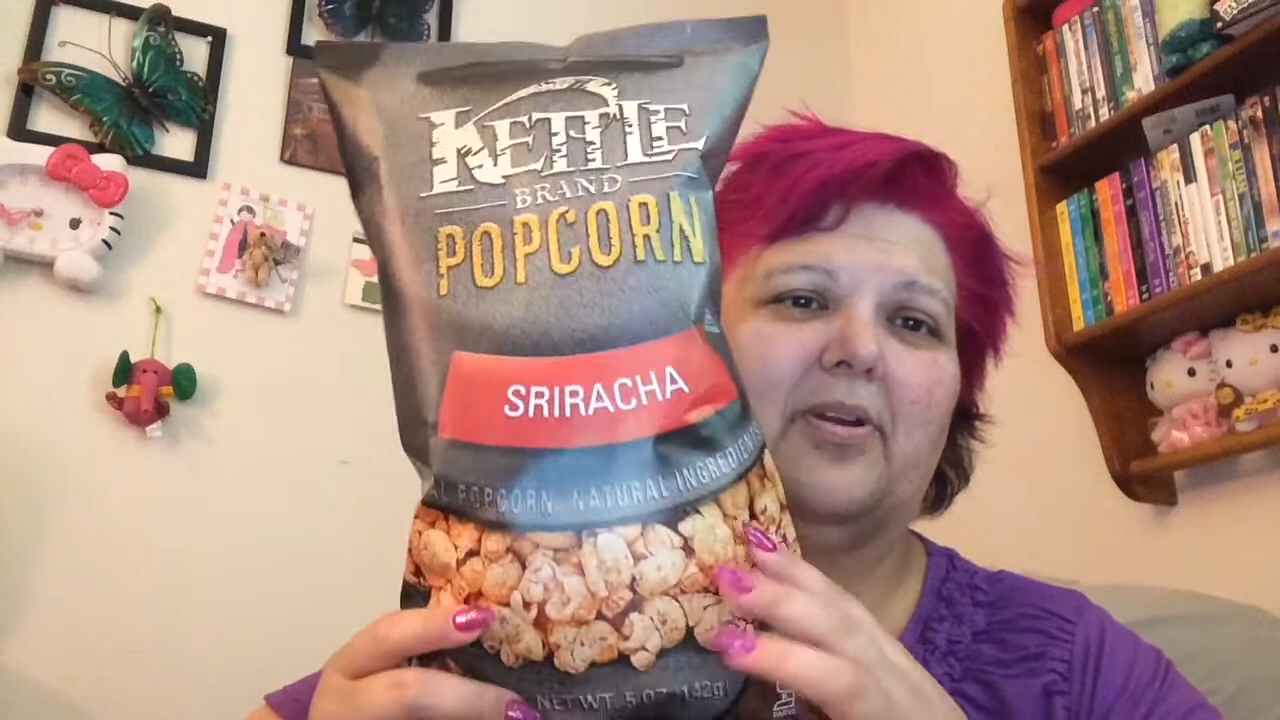 KETTLE
BRAND
POPCORN
SRIRACHA
POPCORN NATURAL INGREDIENTS
NET WT. 5 OZ (142g)